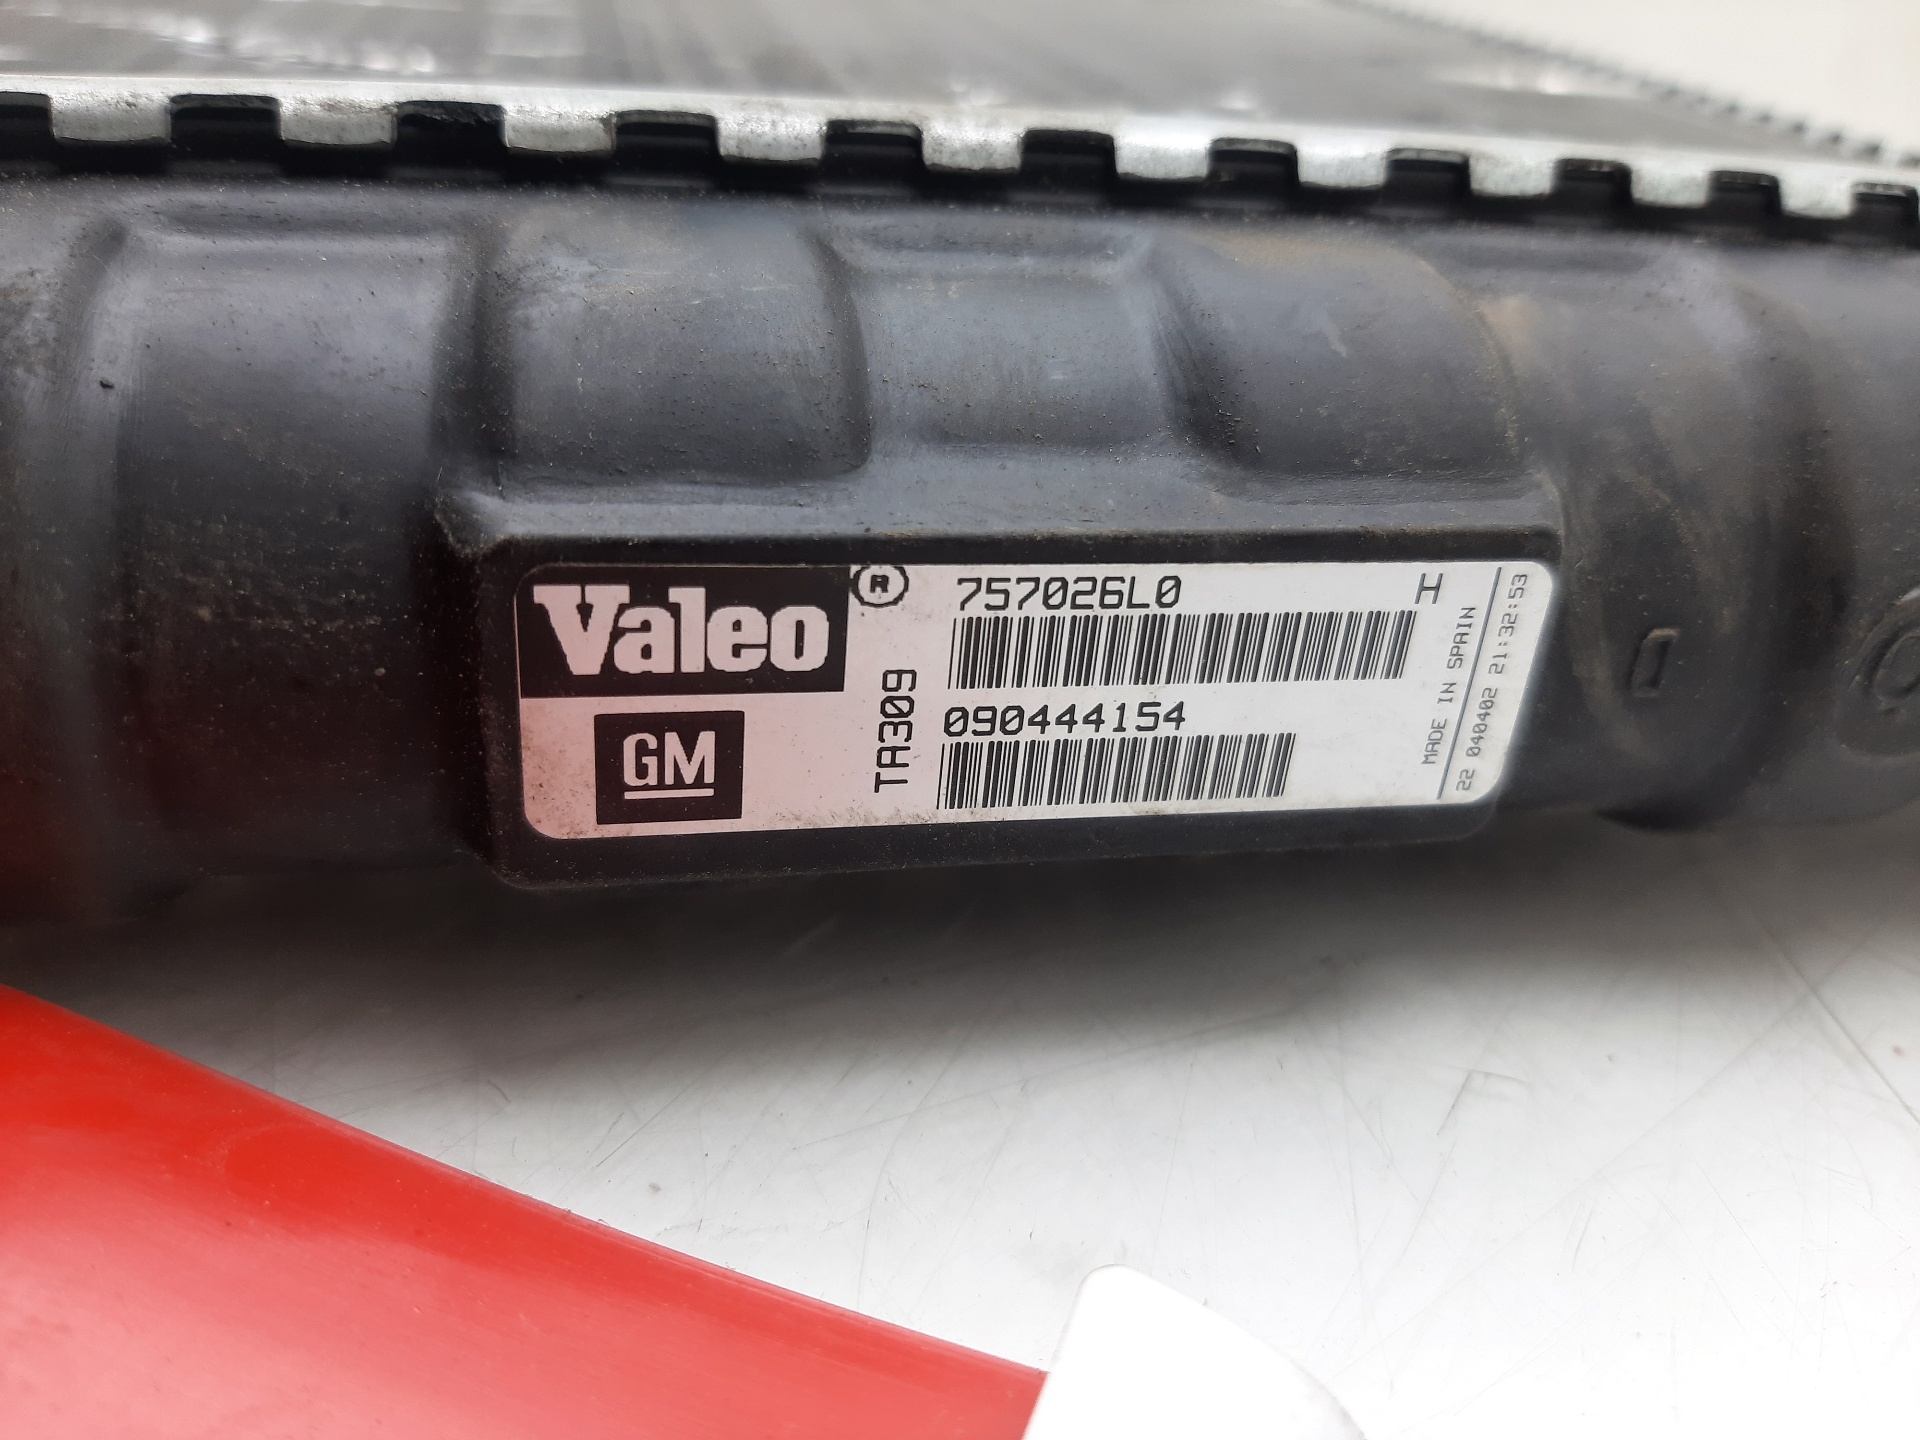 Valeo ®
GM
TA309
757026L0
H
090444154
MADE IN SPAIN
22 040402 21:32:53